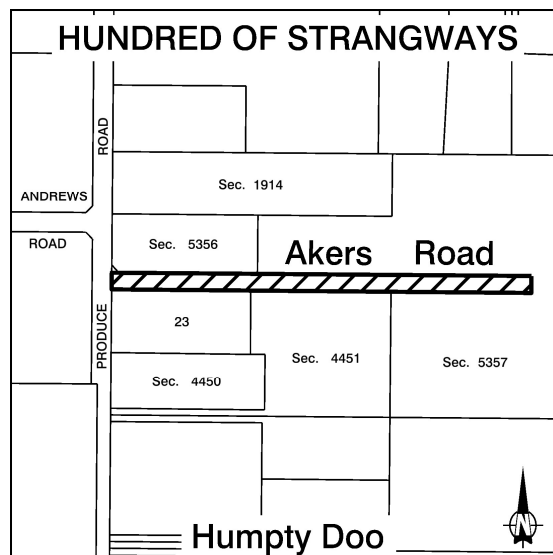 HUNDRED OF STRANGWAYS
ROAD
Sec. 1914
ANDREWS
ROAD
Sec. 5356
Akers Road
PRODUCE
23
Sec. 4451
Sec. 5357
Sec. 4450
N
Humpty Doo